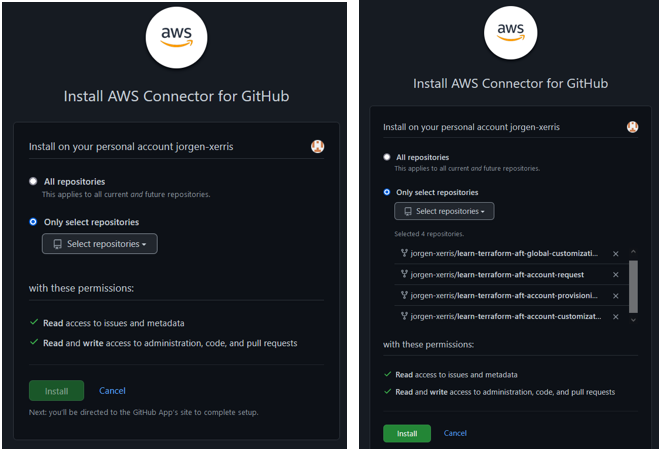 aws
Install AWS Connector for GitHub
Install on your personal account jorgen-xerris
All repositories
This applies to all current and future repositories.
Only select repositories
Select repositories
with these permissions:
Read access to issues and metadata
Read and write access to administration, code, and pull requests
Install Cancel
Next: you'll be directed to the GitHub App's site to complete setup.
aws
Install AWS Connector for GitHub
Install on your personal account jorgen-xerris
All repositories
This applies to all current and future repositories.
Only select repositories
Select repositories
Selected 4 repositories.
jorgen-xerris/learn-terraform-aft-global-customizati...
jorgen-xerris/learn-terraform-aft-account-request
jorgen-xerris/learn-terraform-aft-account-provisioni...
jorgen-xerris/learn-terraform-aft-account-customizat...
with these permissions:
Read access to issues and metadata
Read and write access to administration, code, and pull requests
Install Cancel